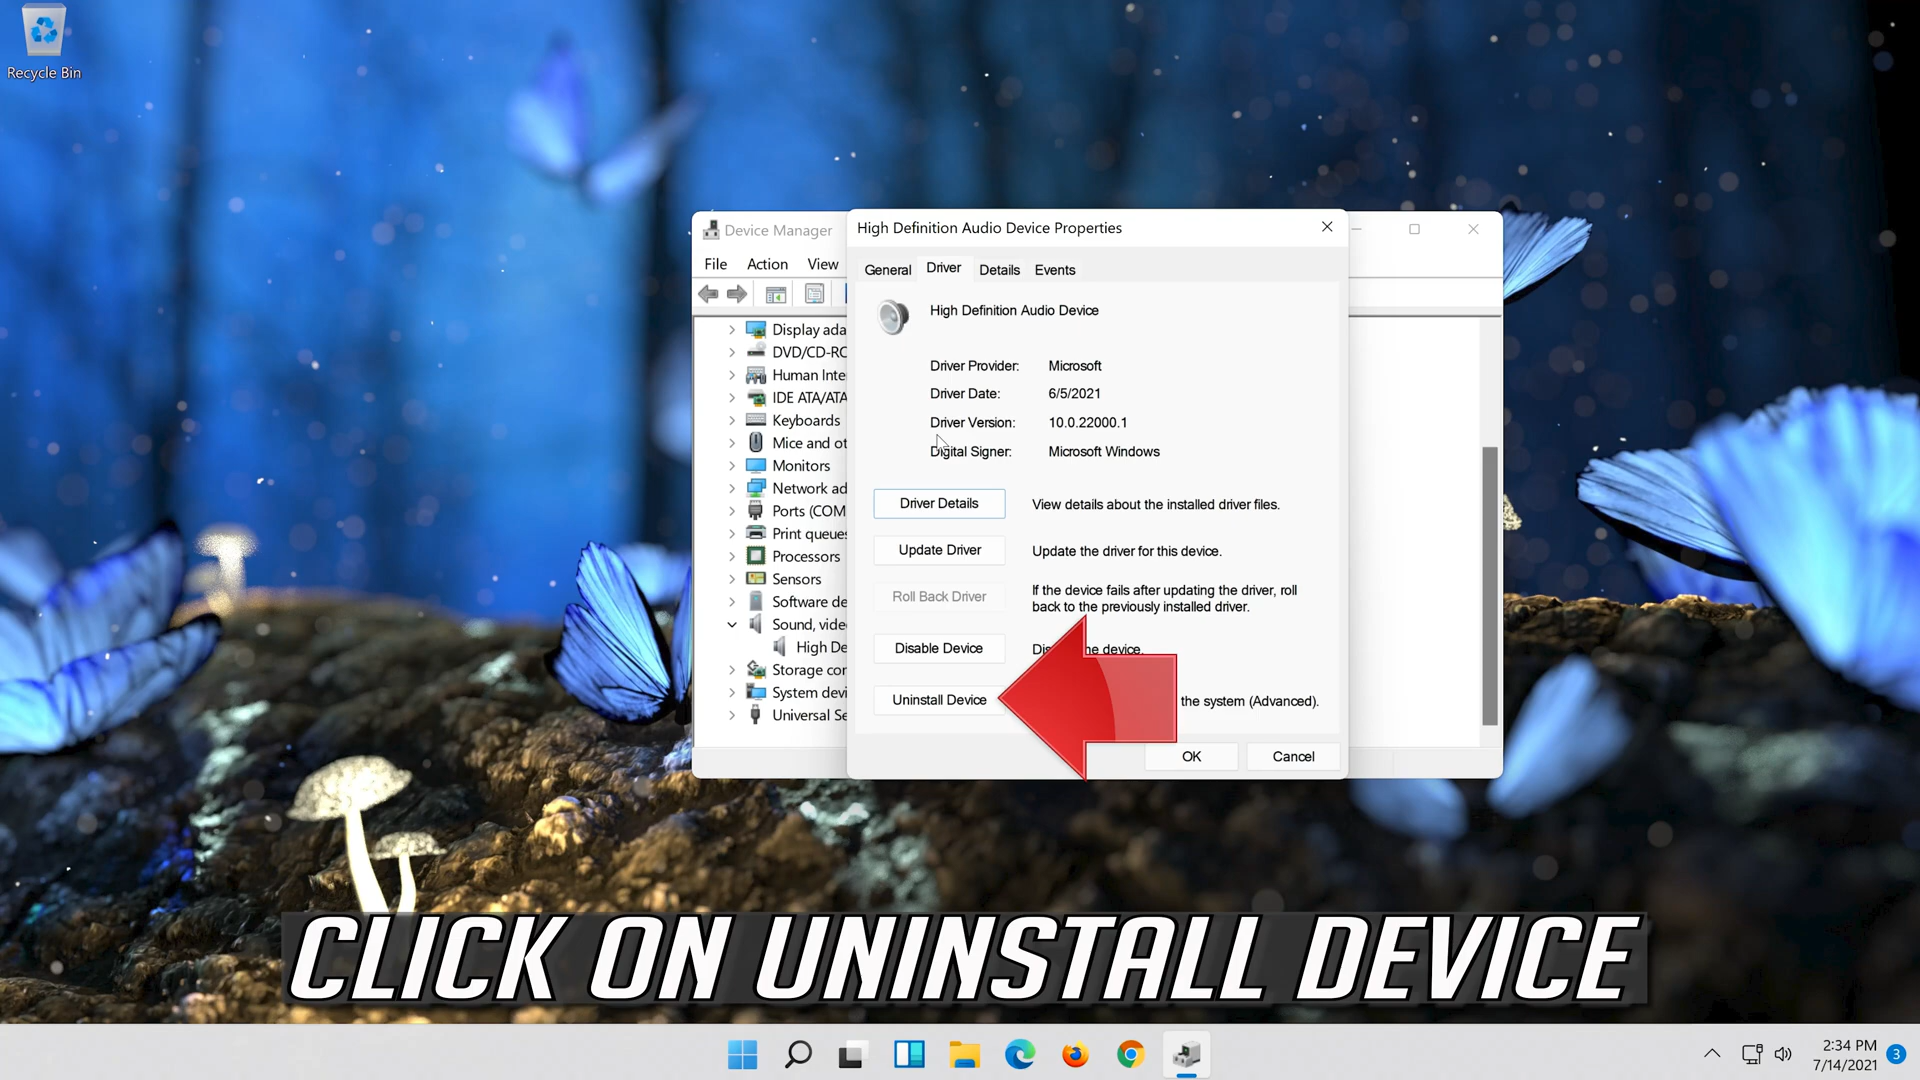 Recycle Bin
Device Manager
High Definition Audio Device Properties
File Action View
General Driver Details Events
High Definition Audio Device
Driver Provider: Microsoft
Driver Date: 6/5/2021
Driver Version: 10.0.22000.1
Digital Signer: Microsoft Windows
Driver Details View details about the installed driver files.
Update Driver Update the driver for this device.
Roll Back Driver If the device fails after updating the driver, roll
back to the previously installed driver.
Disable Device device.
Uninstall Device the system (Advanced).
OK Cancel
Display ada
DVD/CD-RO
Human Inte
IDE ATA/ATA
Keyboards
Mice and ot
Monitors
Network ad
Ports (COM
Print queues
Processors
Sensors
Software de
Sound, vide
High De
Storage con
System devi
Universal Se
CLICK ON UNINSTALL DEVICE
2:34 PM
7/14/2021
3